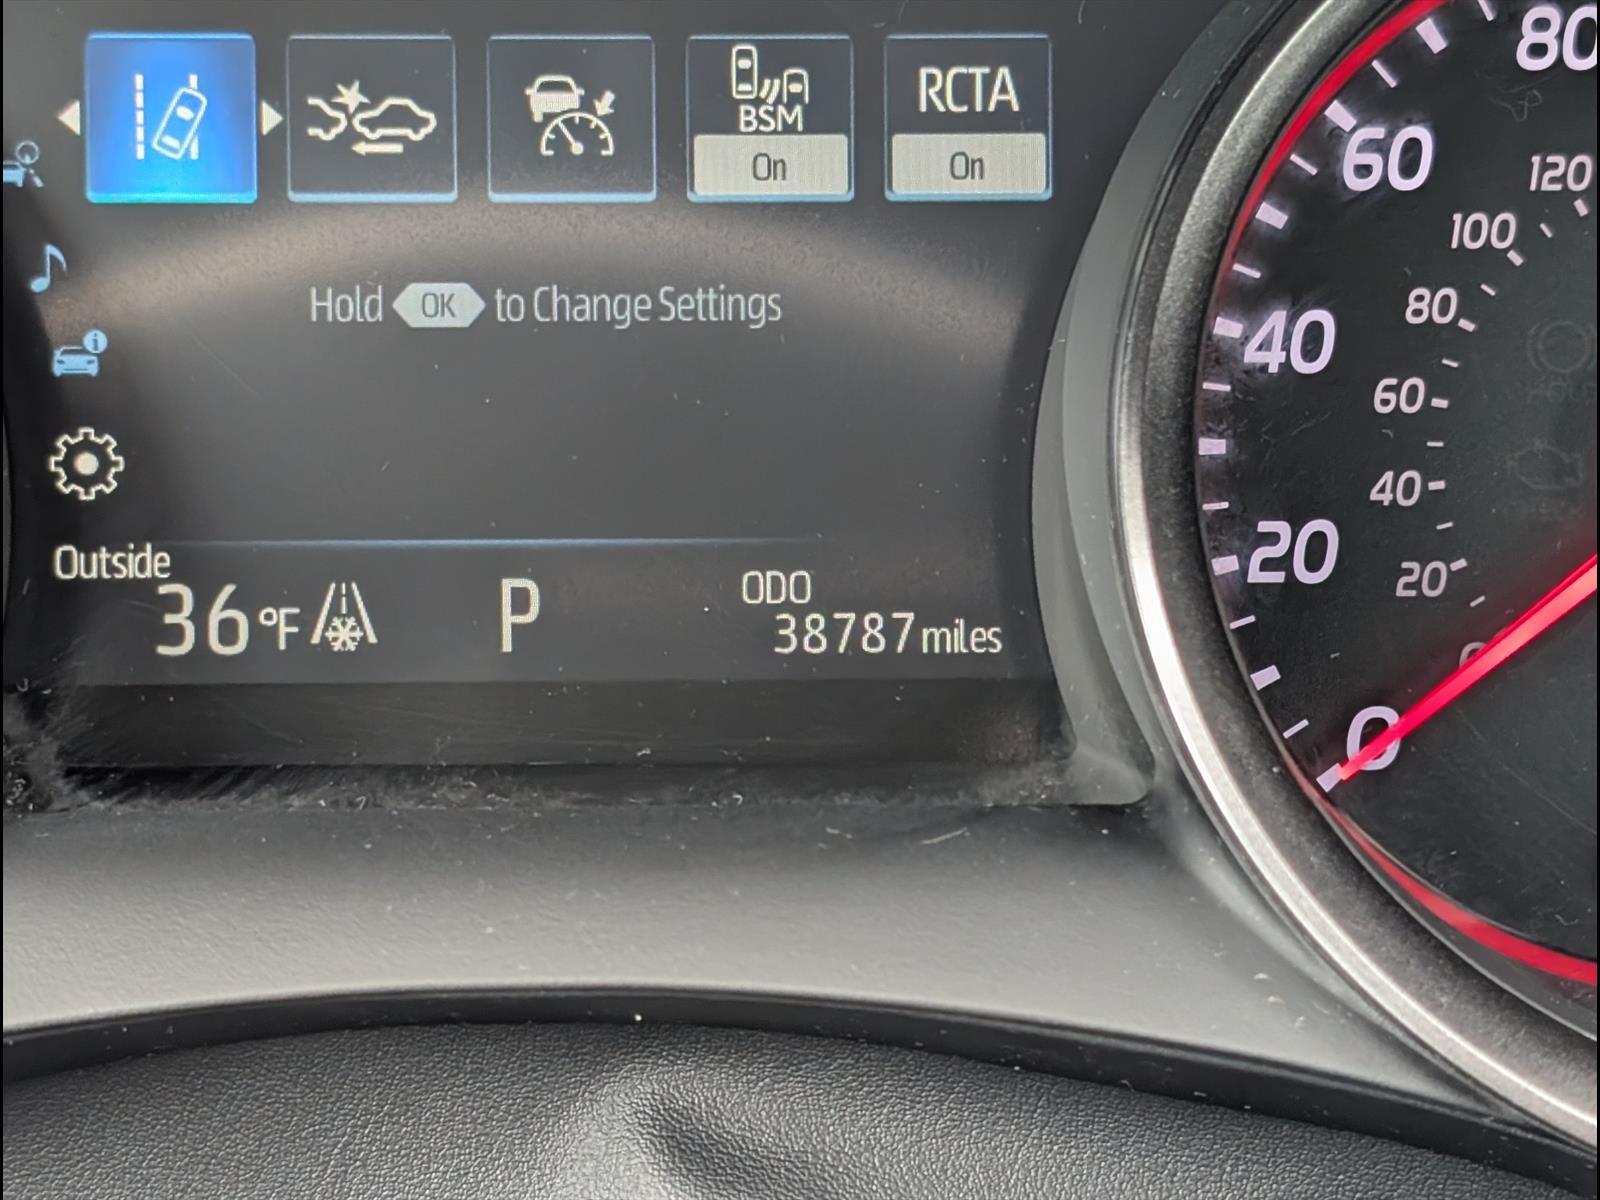 BSM
On
RCTA
On
Hold OK to Change Settings
Outside
36°F
P
ODO
38787 miles
80
60
40
20
0
120
100
80
60
40
20
0